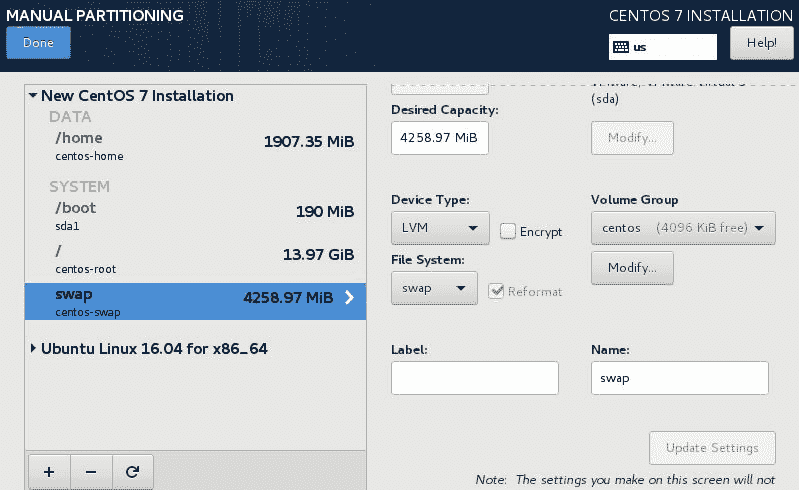 MANUAL PARTITIONING
CENTOS 7 INSTALLATION
Done
us
Help!
New CentOS 7 Installation
DATA
/home
1907.35 MiB
centos-home
SYSTEM
/boot
190 MiB
sda1
/
13.97 GiB
centos-root
swap
4258.97 MiB
centos-swap
Ubuntu Linux 16.04 for x86_64
(sda)
Desired Capacity:
4258.97 MiB
Modify...
Device Type:
Volume Group
LVM
Encrypt
centos (4096 KiB free)
File System:
Modify...
swap
Reformat
Label:
Name:
swap
Update Settings
Note: The settings you make on this screen will not